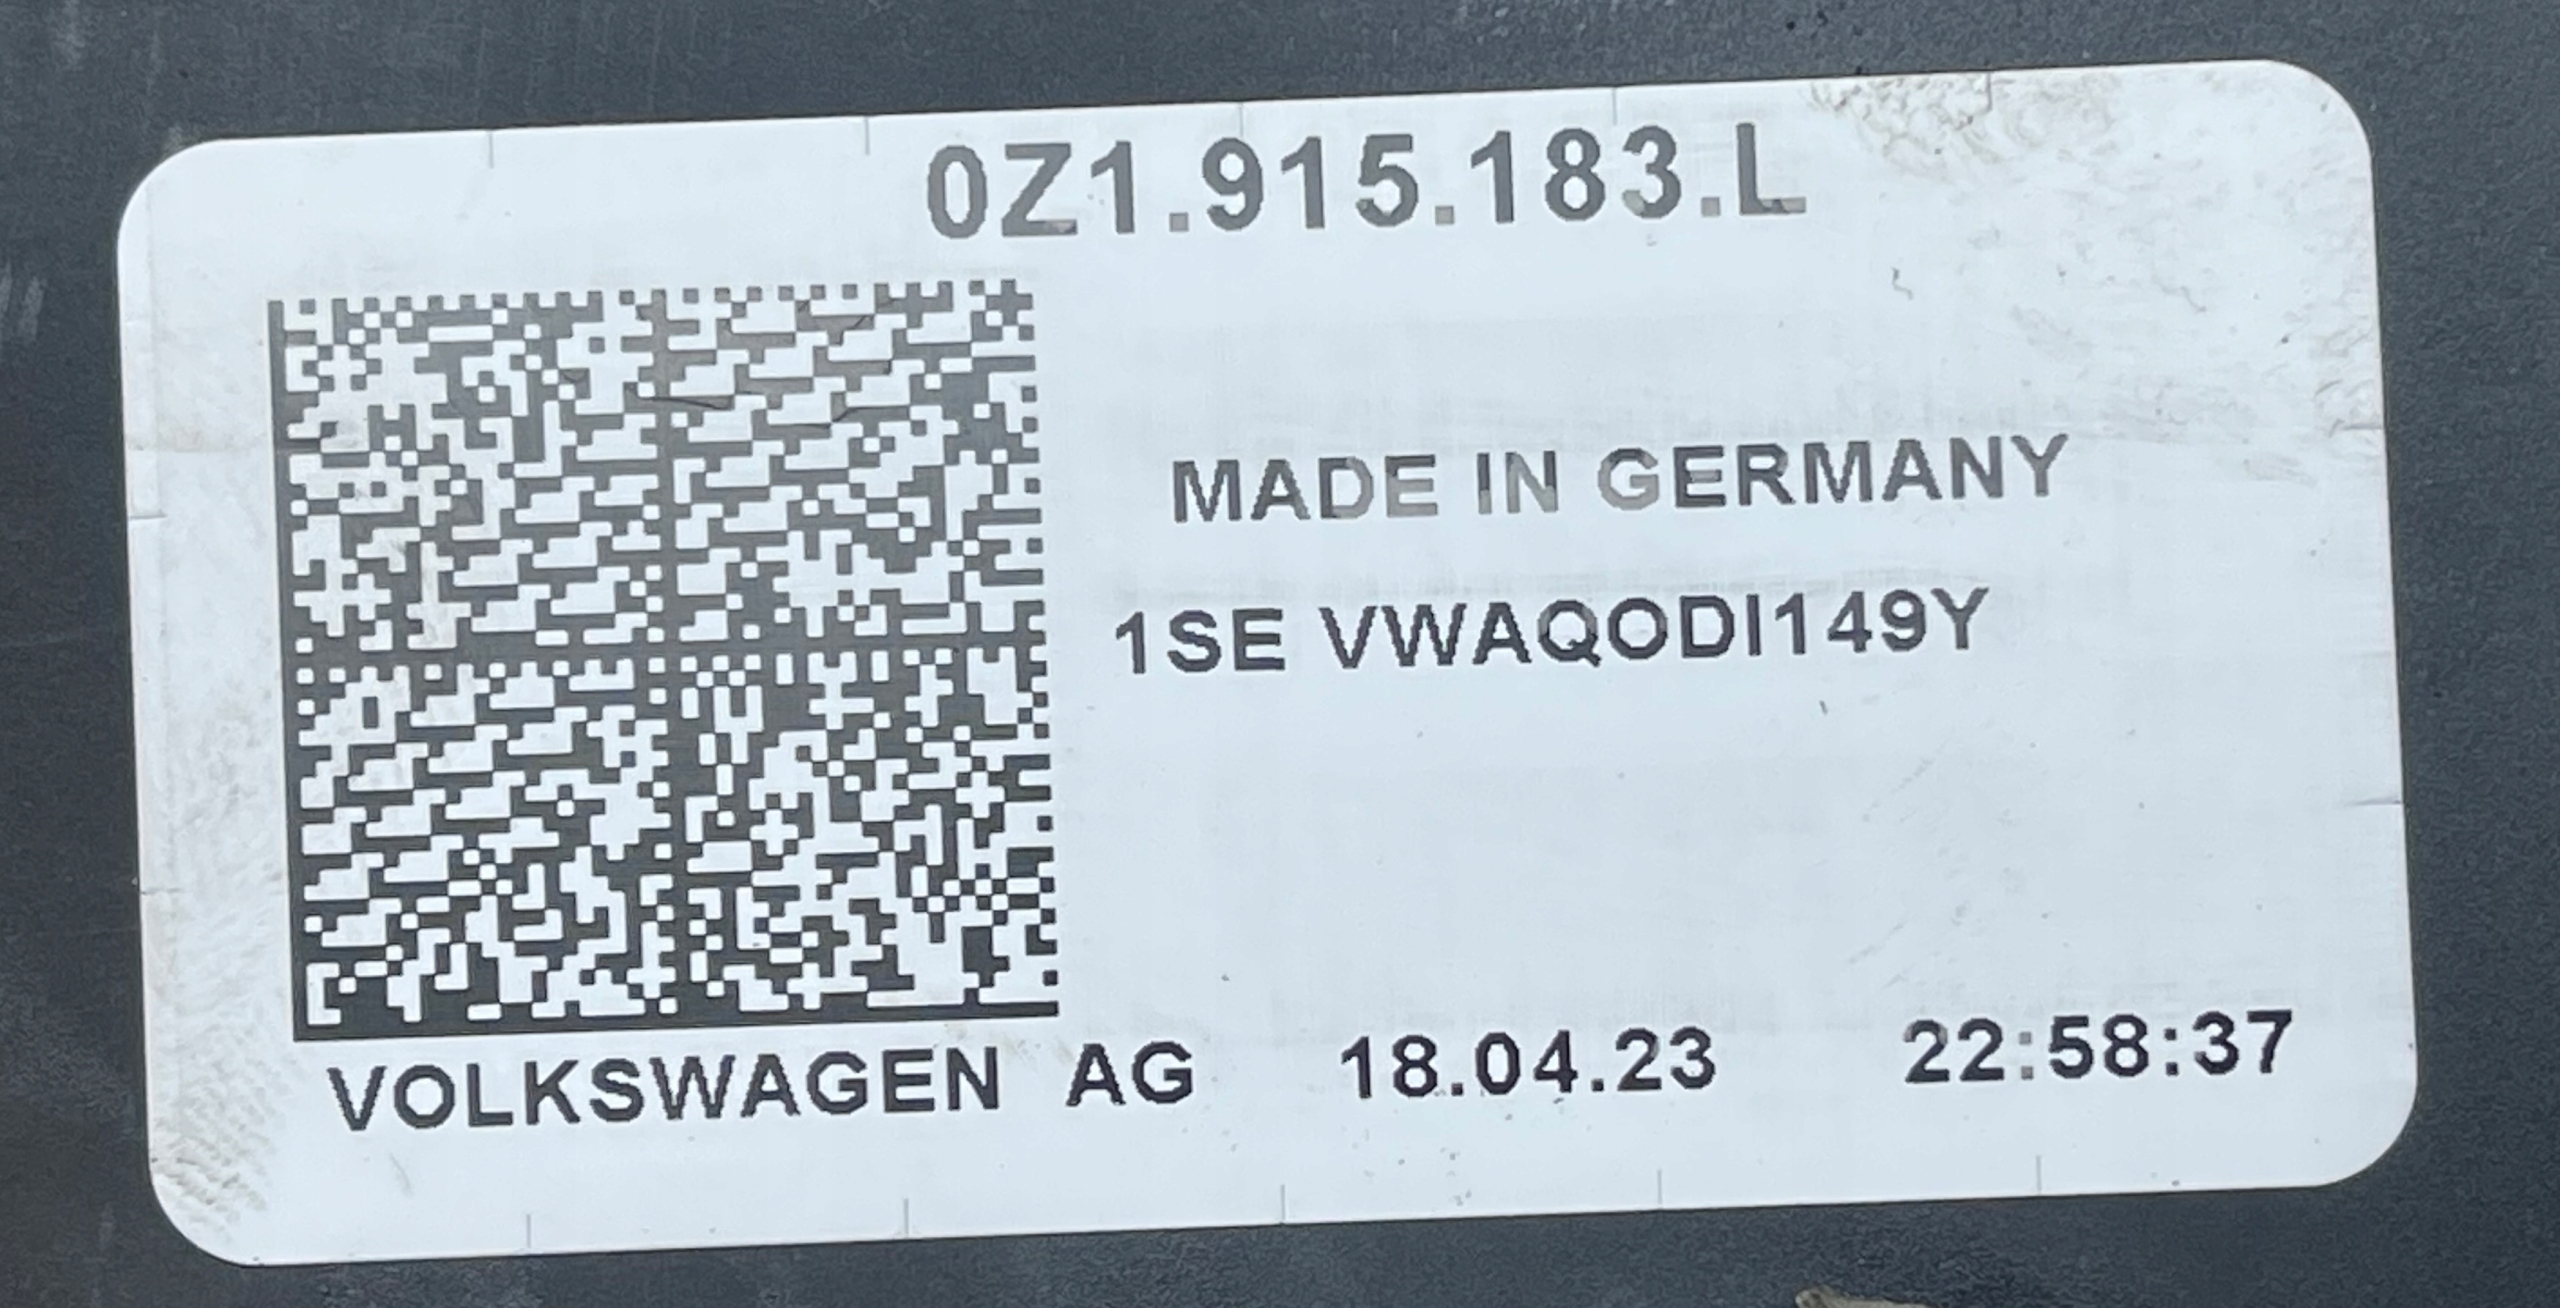 0Z1.915.183.L
MADE IN GERMANY
1SE VWAQODI149Y
VOLKSWAGEN AG 18.04.23 22:58:37